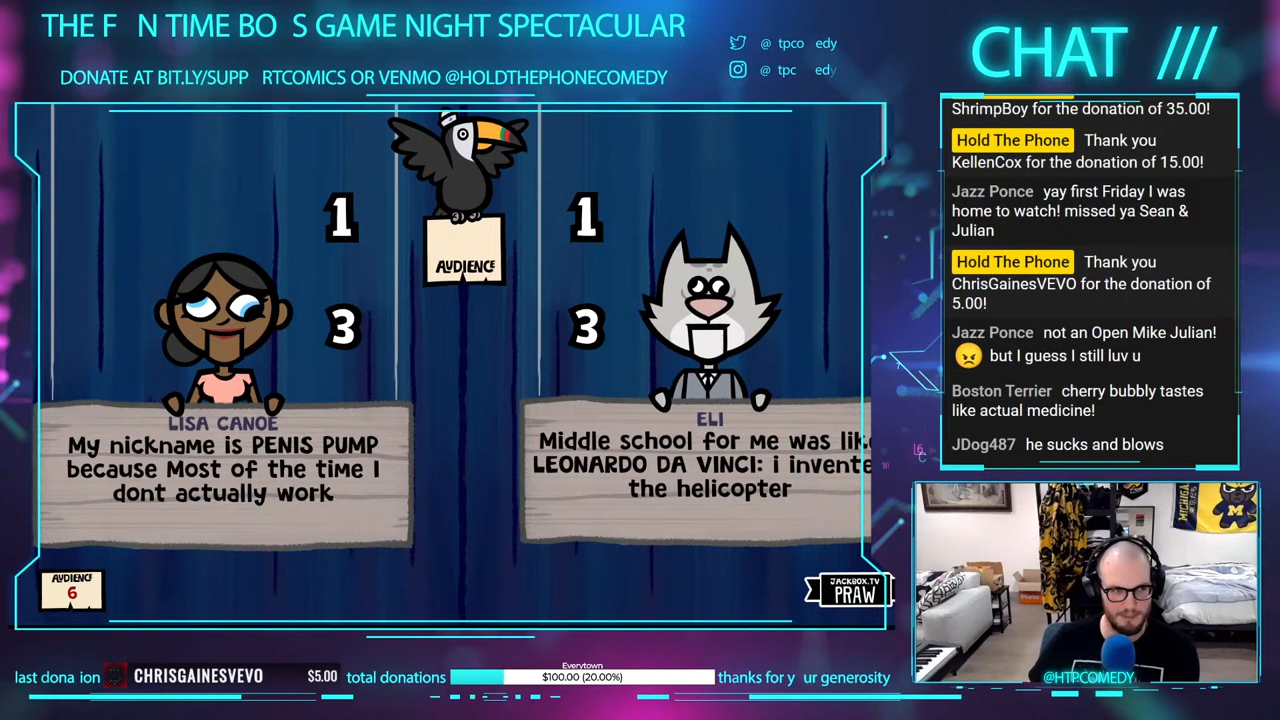 THE F N TIME BO S GAME NIGHT SPECTACULAR
DONATE AT BIT.LY/SUPP RTCOMICS OR VENMO @HOLDTHEPHONECOMEDY
@ tpco edy
@ tpc edy
CHAT ///
ShrimpBoy for the donation of 35.00!
Hold The Phone Thank you
KellenCox for the donation of 15.00!
Jazz Ponce yay first Friday I was
home to watch! missed ya Sean &
Julian
Hold The Phone Thank you
ChrisGainesVEVO for the donation of
5.00!
Jazz Ponce not an Open Mike Julian!
😠 but I guess I still luv u
Boston Terrier cherry bubbly tastes
like actual medicine!
JDog487 he sucks and blows
1
3
AUDIENCE
1
3
LISA CANOE
My nickname is PENIS PUMP
because Most of the time I
dont actually work
ELI
Middle school for me was lik
LEONARDO DA VINCI: i invente
the helicopter
AUDIENCE
6
JACKBOX.TV
PRAW
MICHIGA
M
@HTPCOMEDY
last dona ion CHRISGAINESVEVO $5.00 total donations
Everytown
$100.00 (20.00%)
thanks for y ur generosity